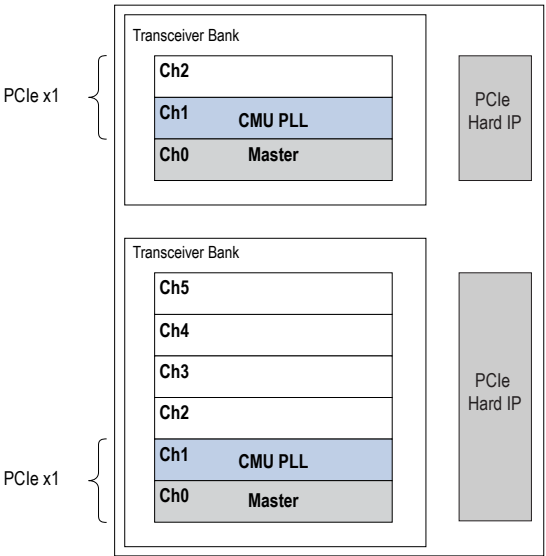 Transceiver Bank
Ch2
PCIe x1
Ch1 CMU PLL
PCIe
Hard IP
Ch0 Master
Transceiver Bank
Ch5
Ch4
Ch3
PCIe
Hard IP
Ch2
Ch1 CMU PLL
PCIe x1
Ch0 Master